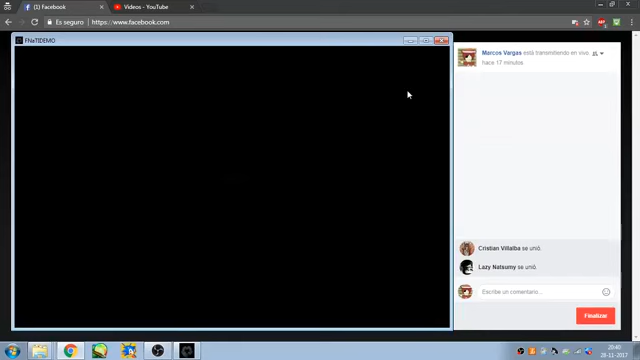 Facebook
Videos - YouTube
Es seguro
https://www.facebook.com
FNaTIDEMO
Marcos Vargas está transmitiendo en vivo.
hace 17 minutos
Cristian Villalba se unió.
Lazy Natsumy se unió.
Escribe un comentario...
Finalizar
20:40
28-11-2017